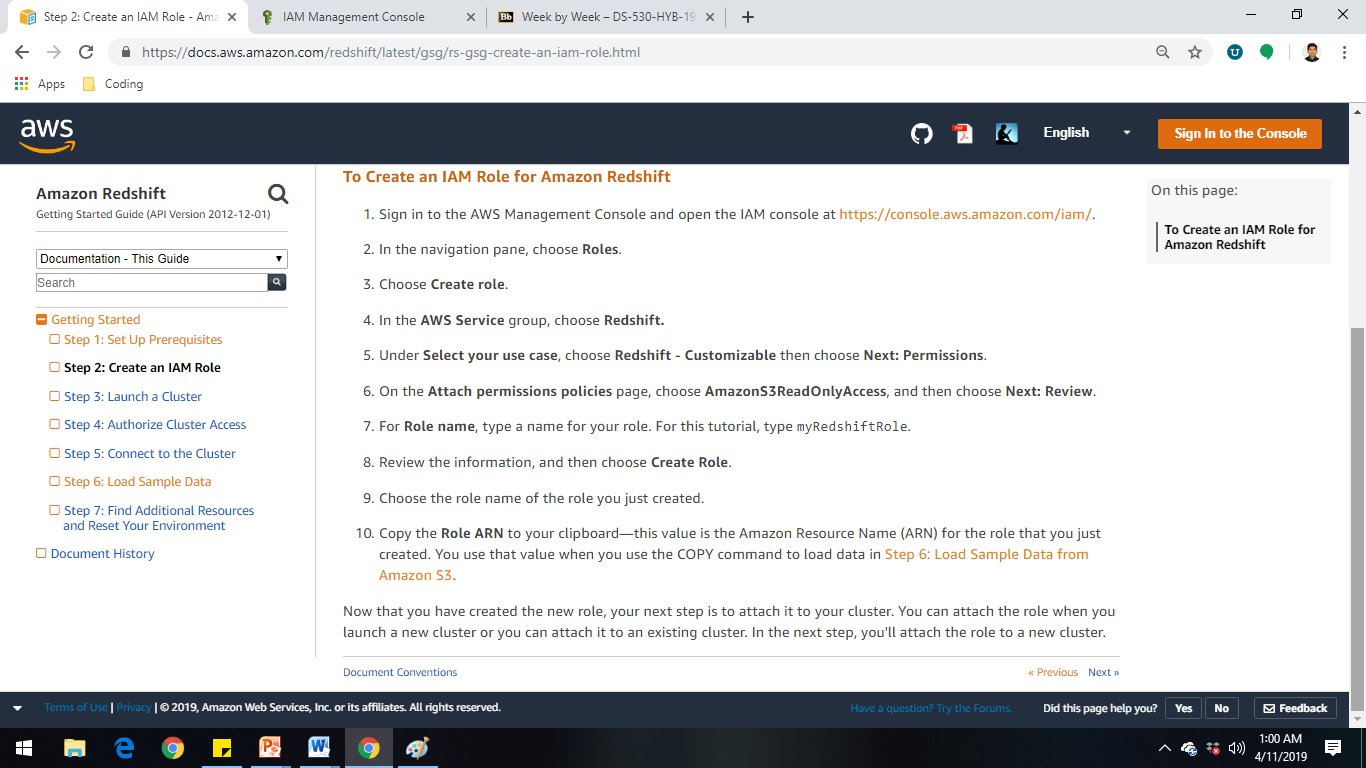 Step 2: Create an IAM Role - Ama
IAM Management Console
Bb Week by Week – DS-530-HYB-19
https://docs.aws.amazon.com/redshift/latest/gsg/rs-gsg-create-an-iam-role.html
Apps Coding
aws
PDF
English
Sign In to the Console
Amazon Redshift
Getting Started Guide (API Version 2012-12-01)
Documentation - This Guide
Search
Getting Started
Step 1: Set Up Prerequisites
Step 2: Create an IAM Role
Step 3: Launch a Cluster
Step 4: Authorize Cluster Access
Step 5: Connect to the Cluster
Step 6: Load Sample Data
Step 7: Find Additional Resources
and Reset Your Environment
Document History
To Create an IAM Role for Amazon Redshift
1. Sign in to the AWS Management Console and open the IAM console at https://console.aws.amazon.com/iam/.
2. In the navigation pane, choose Roles.
3. Choose Create role.
4. In the AWS Service group, choose Redshift.
5. Under Select your use case, choose Redshift - Customizable then choose Next: Permissions.
6. On the Attach permissions policies page, choose AmazonS3ReadOnlyAccess, and then choose Next: Review.
7. For Role name, type a name for your role. For this tutorial, type myRedshiftRole.
8. Review the information, and then choose Create Role.
9. Choose the role name of the role you just created.
10. Copy the Role ARN to your clipboard—this value is the Amazon Resource Name (ARN) for the role that you just
created. You use that value when you use the COPY command to load data in Step 6: Load Sample Data from
Amazon S3.
Now that you have created the new role, your next step is to attach it to your cluster. You can attach the role when you
launch a new cluster or you can attach it to an existing cluster. In the next step, you'll attach the role to a new cluster.
Document Conventions
« Previous Next »
On this page:
To Create an IAM Role for
Amazon Redshift
Terms of Use | Privacy | © 2019, Amazon Web Services, Inc. or its affiliates. All rights reserved.
Have a question? Try the Forums.
Did this page help you?
Yes
No
Feedback
1:00 AM
4/11/2019